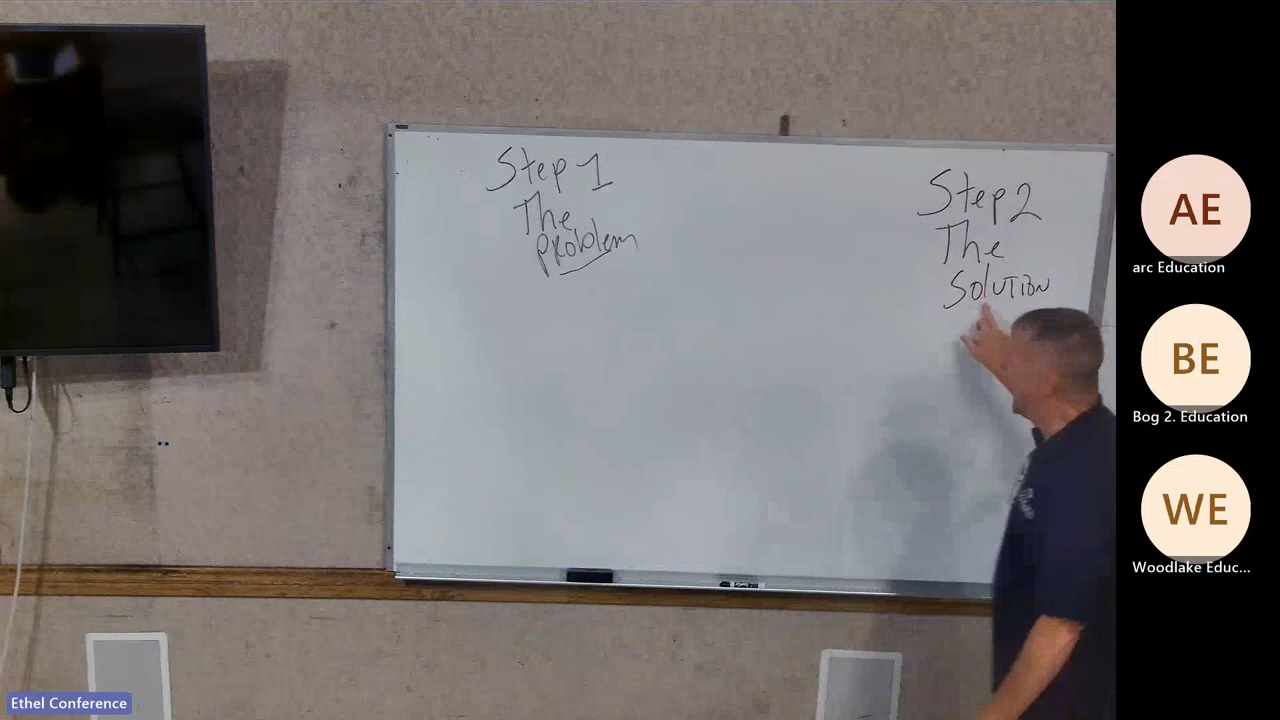 Step 1
The
problem
Step 2
The
SOLUTION
AE
arc Education
BE
Bog 2. Education
WE
Woodlake Educ...
Ethel Conference